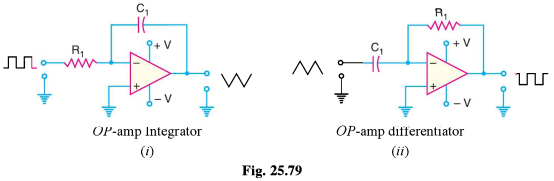 C1
R1
+ V
− V
OP-amp Integrator
(i)
R1
C1
+ V
− V
OP-amp differentiator
(ii)
Fig. 25.79